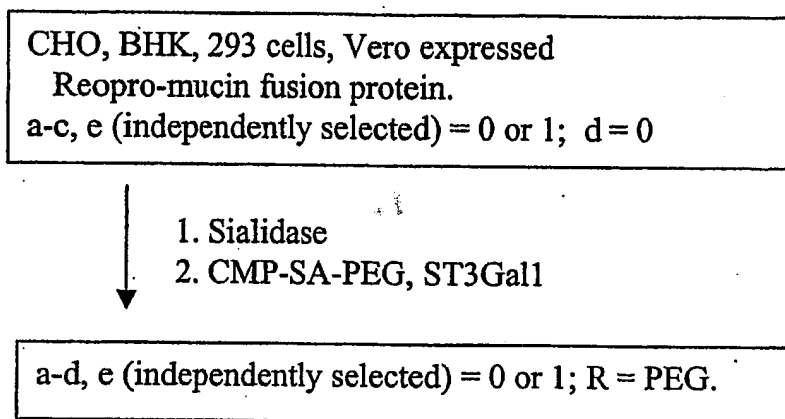 CHO, BHK, 293 cells, Vero expressed
Reopro-mucin fusion protein.
a-c, e (independently selected) = 0 or 1; d = 0
1. Sialidase
2. CMP-SA-PEG, ST3Gal1
a-d, e (independently selected) = 0 or 1; R = PEG.